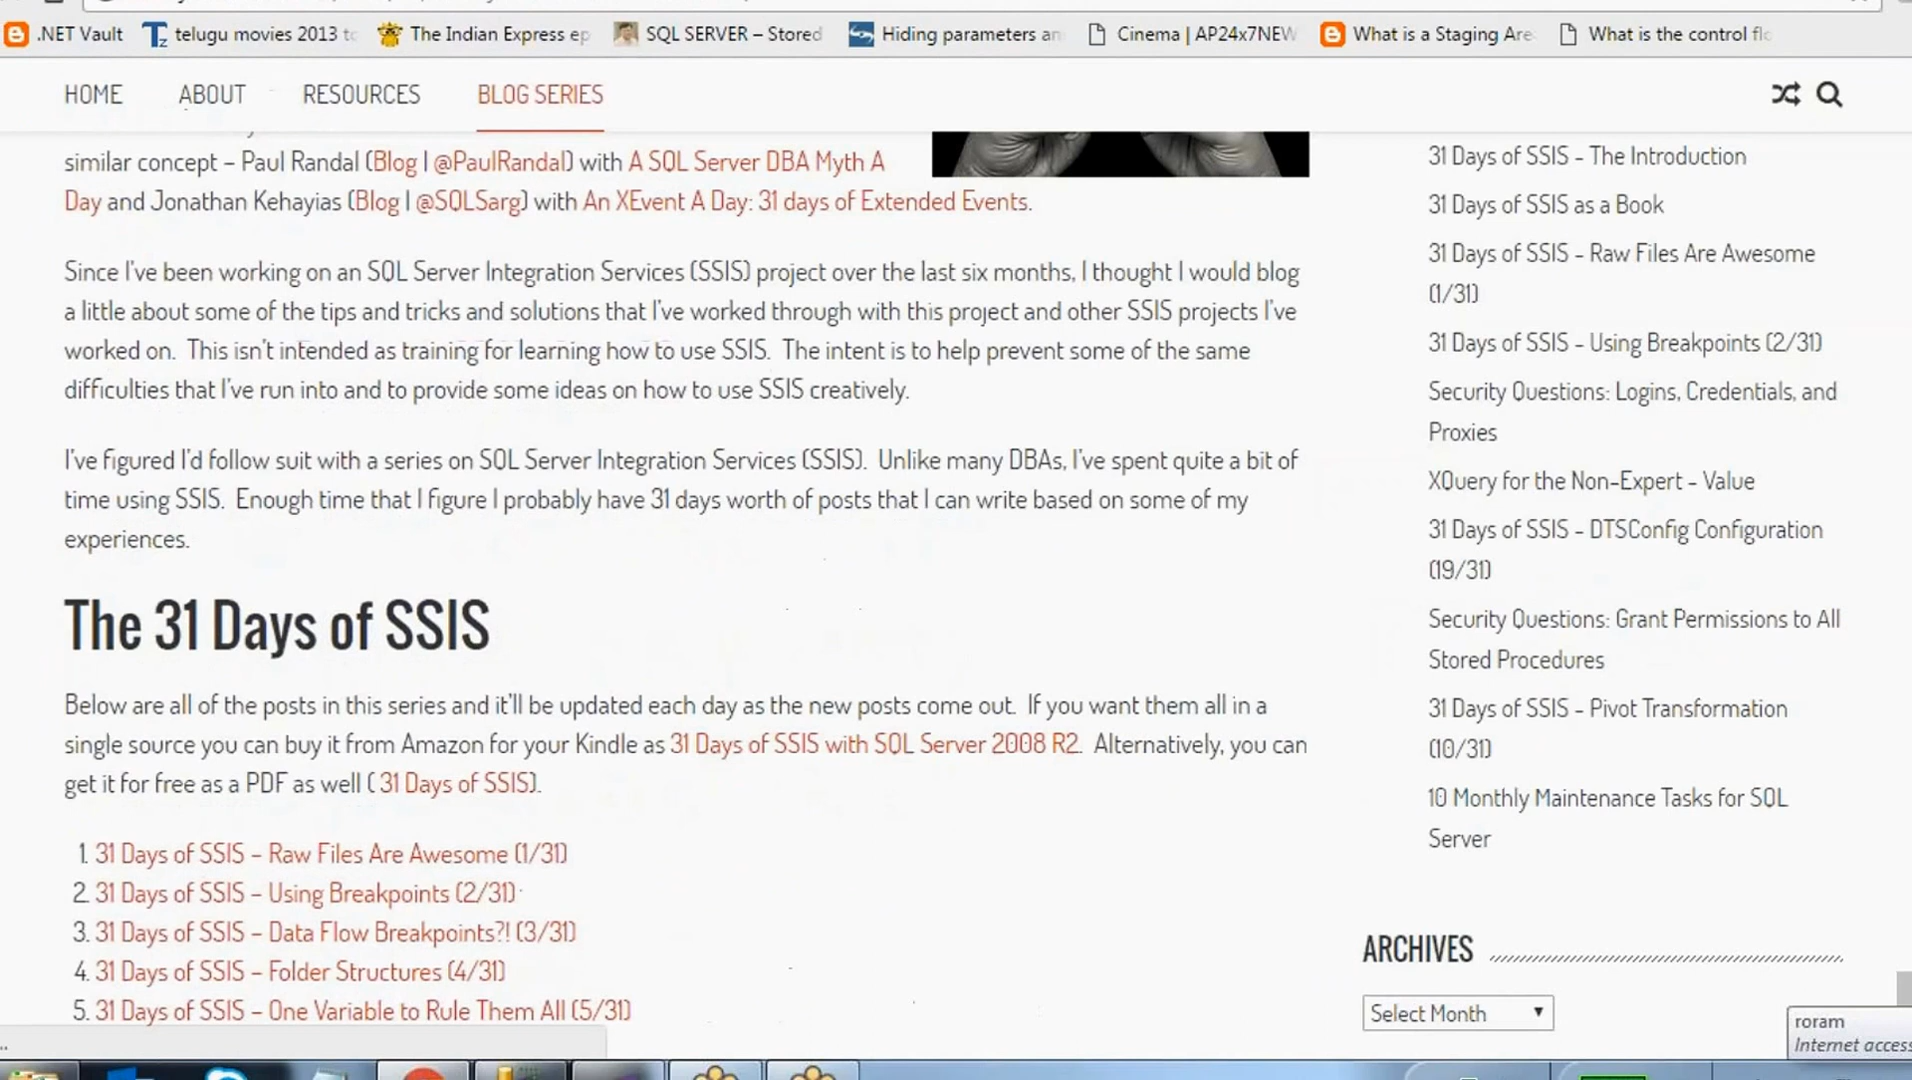 .NET Vault telugu movies 2013 to The Indian Express ep SQL SERVER – Stored Hiding parameters an Cinema | AP24x7NEW What is a Staging Are What is the control flo
HOME ABOUT RESOURCES BLOG SERIES
similar concept – Paul Randal (Blog | @PaulRandal) with A SQL Server DBA Myth A
Day and Jonathan Kehayias (Blog | @SQLSarg) with An XEvent A Day: 31 days of Extended Events.
Since I've been working on an SQL Server Integration Services (SSIS) project over the last six months, I thought I would blog
a little about some of the tips and tricks and solutions that I've worked through with this project and other SSIS projects I've
worked on. This isn't intended as training for learning how to use SSIS. The intent is to help prevent some of the same
difficulties that I've run into and to provide some ideas on how to use SSIS creatively.
I've figured I'd follow suit with a series on SQL Server Integration Services (SSIS). Unlike many DBAs, I've spent quite a bit of
time using SSIS. Enough time that I figure I probably have 31 days worth of posts that I can write based on some of my
experiences.
The 31 Days of SSIS
Below are all of the posts in this series and it'll be updated each day as the new posts come out. If you want them all in a
single source you can buy it from Amazon for your Kindle as 31 Days of SSIS with SQL Server 2008 R2. Alternatively, you can
get it for free as a PDF as well ( 31 Days of SSIS).
1. 31 Days of SSIS – Raw Files Are Awesome (1/31)
2. 31 Days of SSIS – Using Breakpoints (2/31)
3. 31 Days of SSIS – Data Flow Breakpoints?! (3/31)
4. 31 Days of SSIS – Folder Structures (4/31)
5. 31 Days of SSIS – One Variable to Rule Them All (5/31)
31 Days of SSIS – The Introduction
31 Days of SSIS as a Book
31 Days of SSIS – Raw Files Are Awesome
(1/31)
31 Days of SSIS – Using Breakpoints (2/31)
Security Questions: Logins, Credentials, and
Proxies
XQuery for the Non-Expert – Value
31 Days of SSIS – DTSConfig Configuration
(19/31)
Security Questions: Grant Permissions to All
Stored Procedures
31 Days of SSIS – Pivot Transformation
(10/31)
10 Monthly Maintenance Tasks for SQL
Server
ARCHIVES
Select Month
roram
Internet access